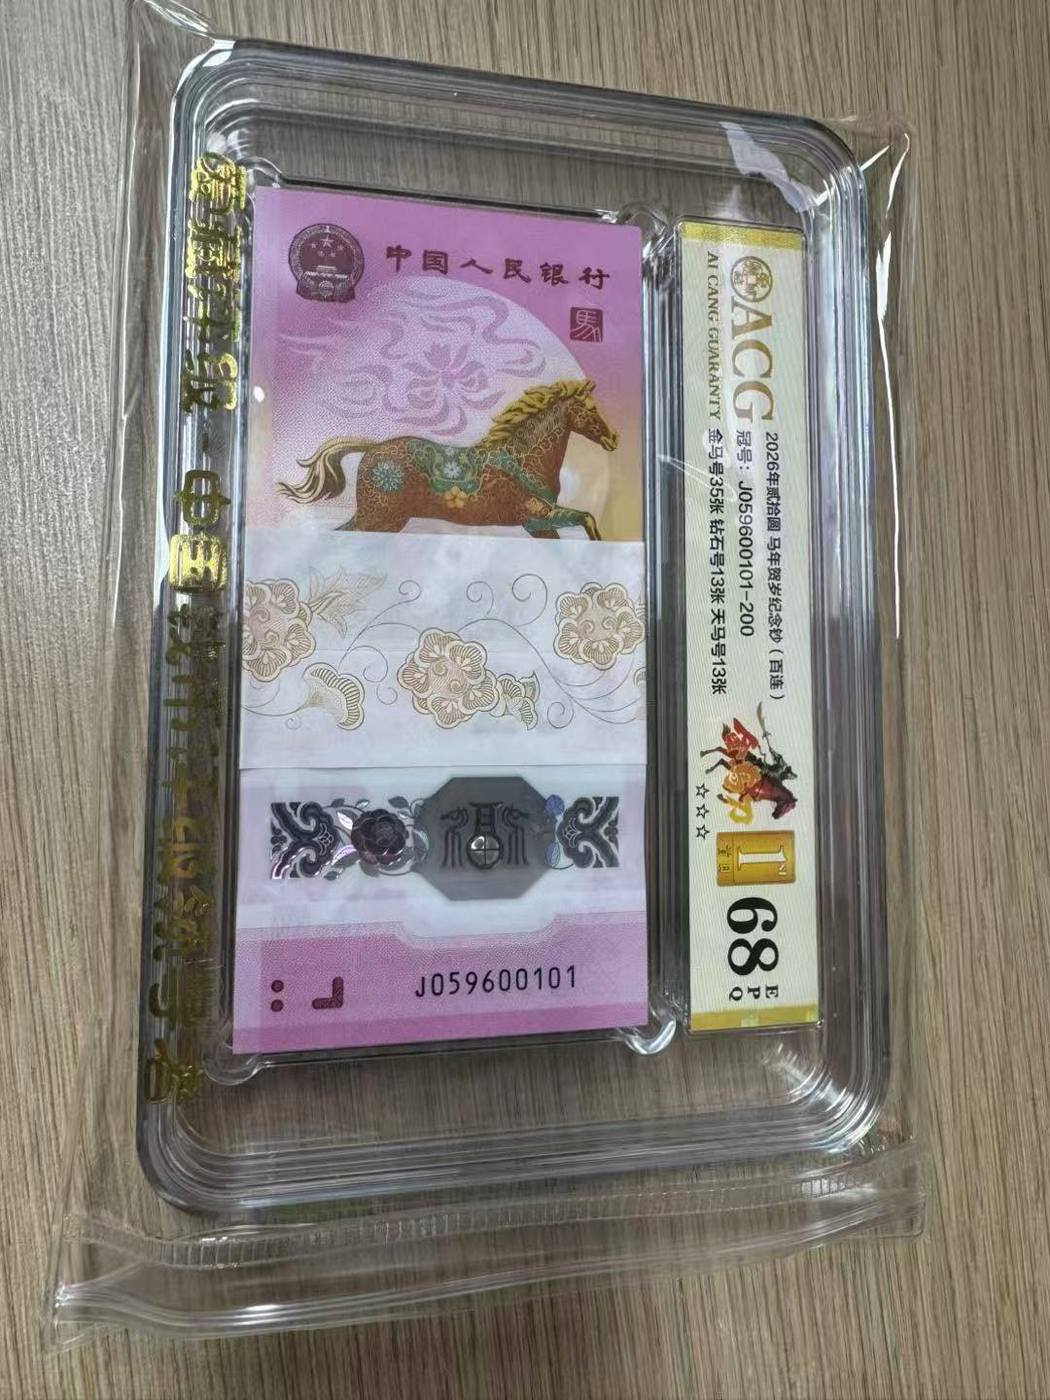 中国人民银行
馬
J059600101
ACG
AI CANG GUARANTY
2026年贰拾圆 马年贺岁纪念钞（百连）
冠号：J059600101-200
金马号35张 钻石号13张 天马号13张
☆☆☆
1
68
E
P
Q